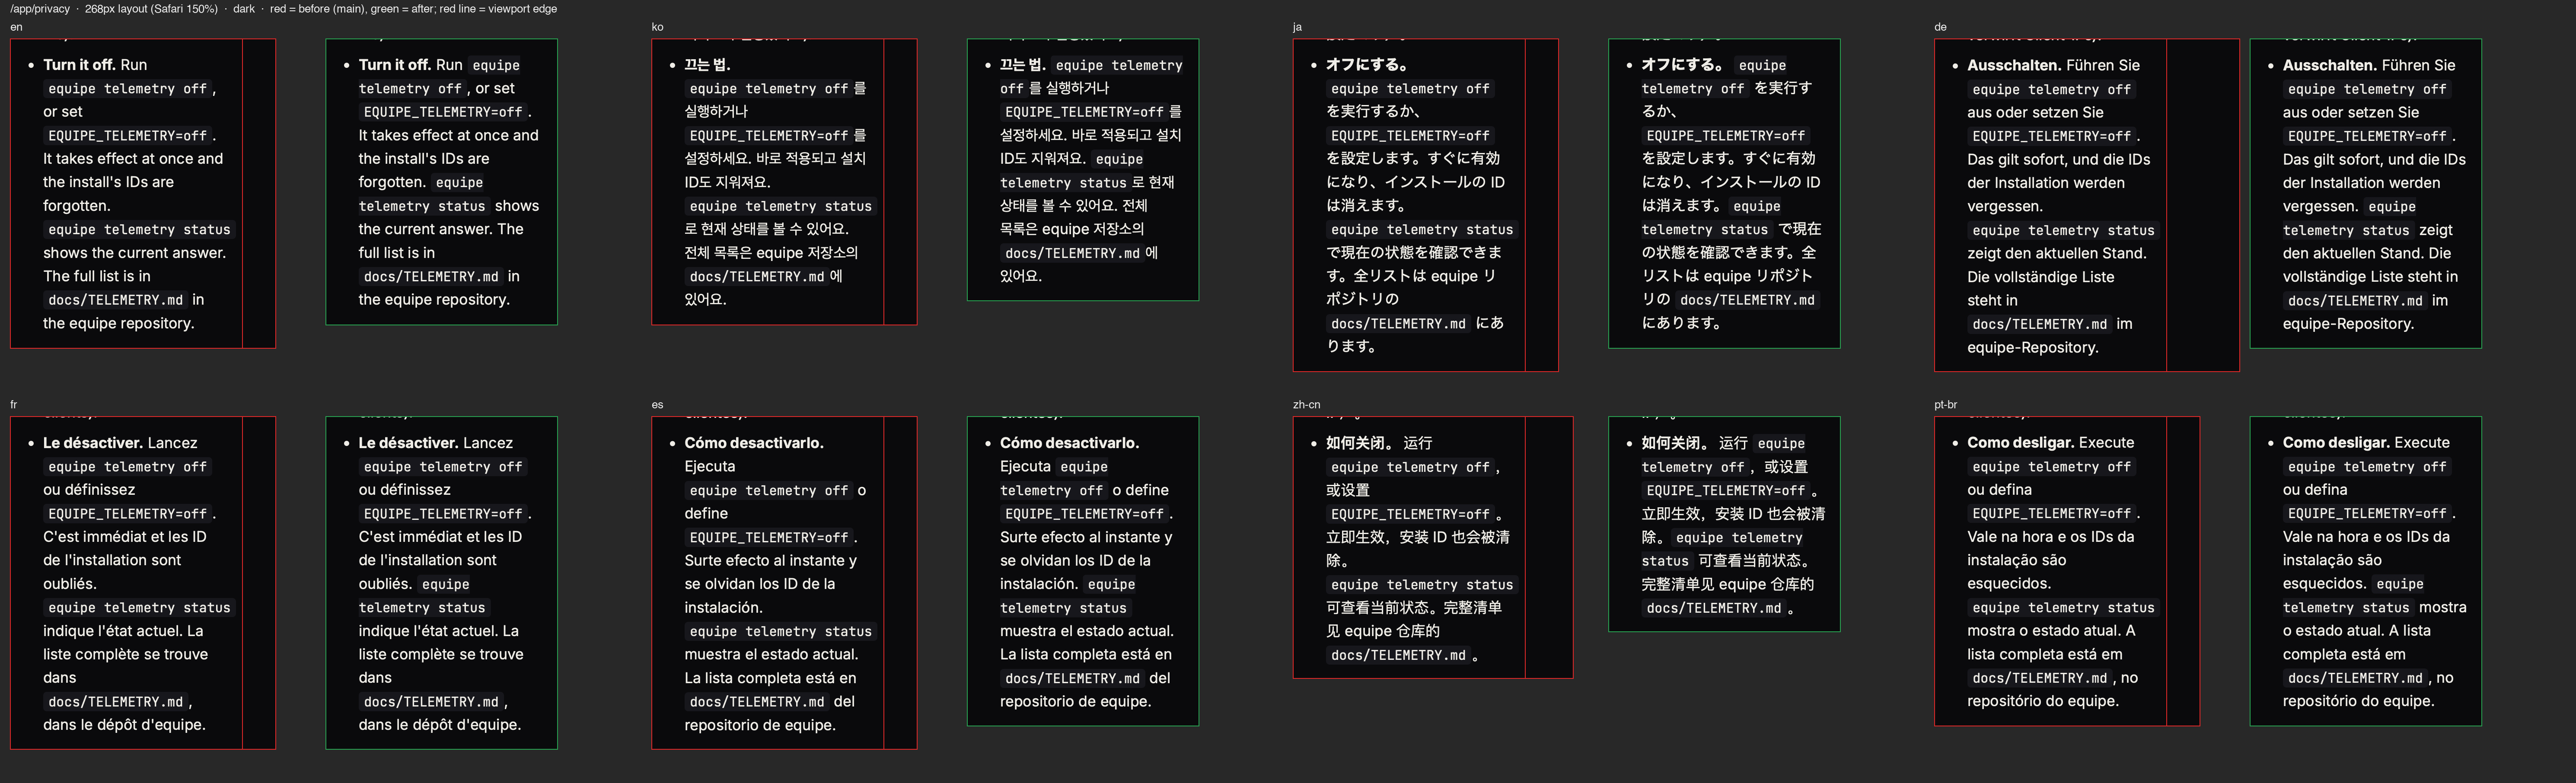 /app/privacy · 268px layout (Safari 150%) · dark · red = before (main), green = after; red line = viewport edge
en
• Turn it off. Run
equipe telemetry off,
or set
EQUIPE_TELEMETRY=off.
It takes effect at once and
the install's IDs are
forgotten.
equipe telemetry status
shows the current answer.
The full list is in
docs/TELEMETRY.md in
the equipe repository.
• Turn it off. Run equipe
telemetry off, or set
EQUIPE_TELEMETRY=off.
It takes effect at once and
the install's IDs are
forgotten. equipe
telemetry status shows
the current answer. The
full list is in
docs/TELEMETRY.md in
the equipe repository.
ko
• 끄는 법.
equipe telemetry off를
실행하거나
EQUIPE_TELEMETRY=off를
설정하세요. 바로 적용되고 설치
ID도 지워져요.
equipe telemetry status
로 현재 상태를 볼 수 있어요.
전체 목록은 equipe 저장소의
docs/TELEMETRY.md에
있어요.
• 끄는 법. equipe telemetry
off를 실행하거나
EQUIPE_TELEMETRY=off를
설정하세요. 바로 적용되고 설치
ID도 지워져요. equipe
telemetry status로 현재
상태를 볼 수 있어요. 전체
목록은 equipe 저장소의
docs/TELEMETRY.md에
있어요.
ja
• オフにする。
equipe telemetry off
を実行するか、
EQUIPE_TELEMETRY=off
を設定します。すぐに有効
になり、インストールの ID
は消えます。
equipe telemetry status
で現在の状態を確認できま
す。全リストは equipe リ
ポジトリの
docs/TELEMETRY.md にあ
ります。
• オフにする。 equipe
telemetry off を実行す
るか、
EQUIPE_TELEMETRY=off
を設定します。すぐに有効
になり、インストールの ID
は消えます。 equipe
telemetry status で現在
の状態を確認できます。全
リストは equipe リポジト
リの docs/TELEMETRY.md
にあります。
de
• Ausschalten. Führen Sie
equipe telemetry off
aus oder setzen Sie
EQUIPE_TELEMETRY=off.
Das gilt sofort, und die IDs
der Installation werden
vergessen.
equipe telemetry status
zeigt den aktuellen Stand.
Die vollständige Liste
steht in
docs/TELEMETRY.md im
equipe-Repository.
• Ausschalten. Führen Sie
equipe telemetry off
aus oder setzen Sie
EQUIPE_TELEMETRY=off.
Das gilt sofort, und die IDs
der Installation werden
vergessen. equipe
telemetry status zeigt
den aktuellen Stand. Die
vollständige Liste steht in
docs/TELEMETRY.md im
equipe-Repository.
fr
• Le désactiver. Lancez
equipe telemetry off
ou définissez
EQUIPE_TELEMETRY=off.
C'est immédiat et les ID
de l'installation sont
oubliés.
equipe telemetry status
indique l'état actuel. La
liste complète se trouve
dans
docs/TELEMETRY.md,
dans le dépôt d'equipe.
• Le désactiver. Lancez
equipe telemetry off
ou définissez
EQUIPE_TELEMETRY=off.
C'est immédiat et les ID
de l'installation sont
oubliés. equipe
telemetry status
indique l'état actuel. La
liste complète se trouve
dans
docs/TELEMETRY.md,
dans le dépôt d'equipe.
es
• Cómo desactivarlo.
Ejecuta
equipe telemetry off o
define
EQUIPE_TELEMETRY=off.
Surte efecto al instante y
se olvidan los ID de la
instalación.
equipe telemetry status
muestra el estado actual.
La lista completa está en
docs/TELEMETRY.md del
repositorio de equipe.
• Cómo desactivarlo.
Ejecuta equipe
telemetry off o define
EQUIPE_TELEMETRY=off.
Surte efecto al instante y
se olvidan los ID de la
instalación. equipe
telemetry status
muestra el estado actual.
La lista completa está en
docs/TELEMETRY.md del
repositorio de equipe.
zh-cn
• 如何关闭。 运行
equipe telemetry off，
或设置
EQUIPE_TELEMETRY=off。
立即生效，安装 ID 也会被清
除。
equipe telemetry status
可查看当前状态。完整清单
见 equipe 仓库的
docs/TELEMETRY.md。
• 如何关闭。 运行 equipe
telemetry off，或设置
EQUIPE_TELEMETRY=off。
立即生效，安装 ID 也会被清
除。equipe telemetry
status 可查看当前状态。
完整清单见 equipe 仓库的
docs/TELEMETRY.md。
pt-br
• Como desligar. Execute
equipe telemetry off
ou defina
EQUIPE_TELEMETRY=off.
Vale na hora e os IDs da
instalação são
esquecidos.
equipe telemetry status
mostra o estado atual. A
lista completa está em
docs/TELEMETRY.md, no
repositório do equipe.
• Como desligar. Execute
equipe telemetry off
ou defina
EQUIPE_TELEMETRY=off.
Vale na hora e os IDs da
instalação são
esquecidos. equipe
telemetry status mostra
o estado atual. A lista
completa está em
docs/TELEMETRY.md, no
repositório do equipe.